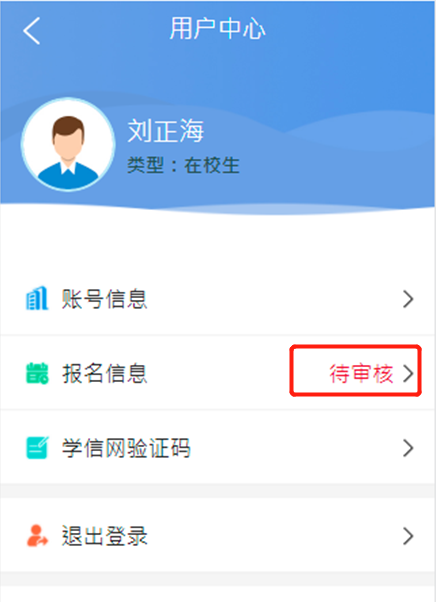 用户中心
刘正海
类型：在校生
账号信息
报名信息 待审核
学信网验证码
退出登录